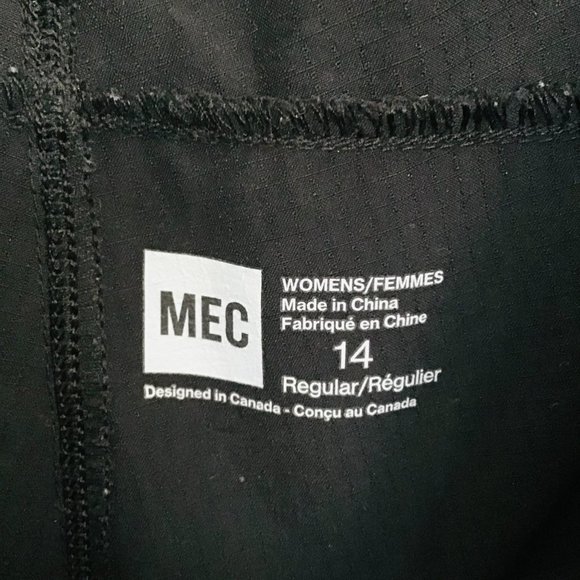 MEC
WOMENS/FEMMES
Made in China
Fabriqué en Chine
14
Regular/Régulier
Designed in Canada - Conçu au Canada